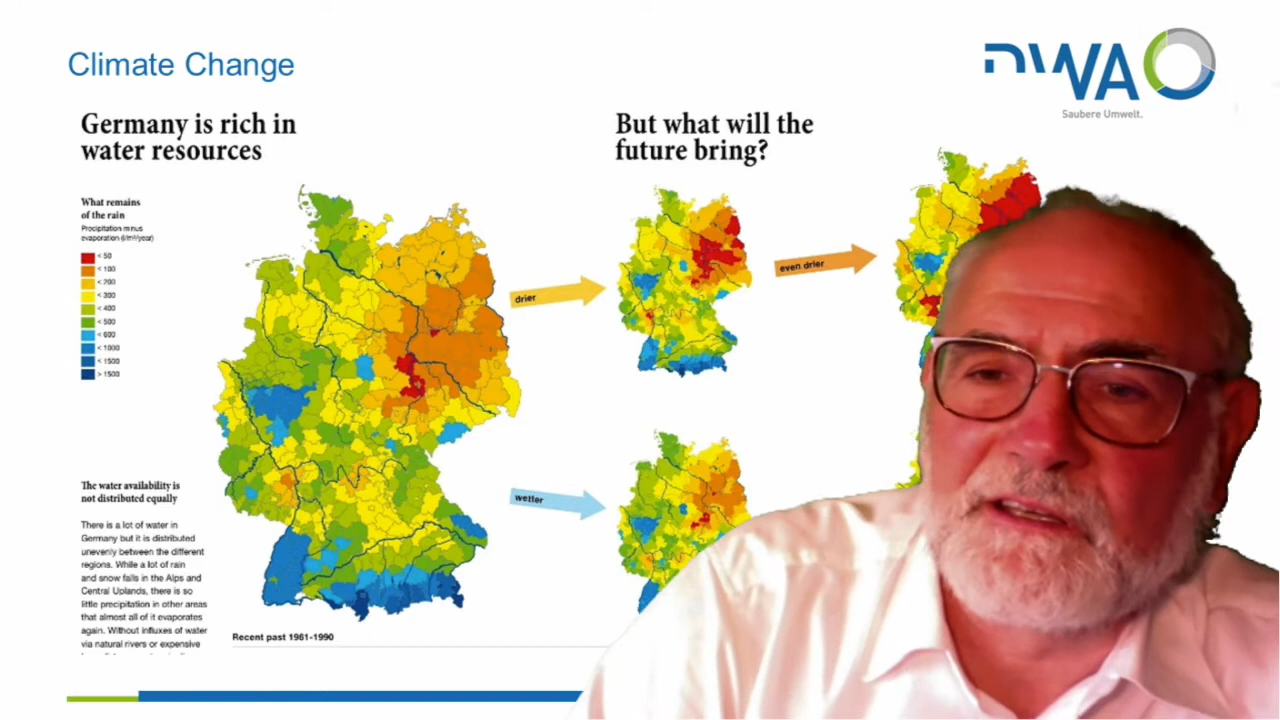 Climate Change
DWA
Saubere Umwelt.
Germany is rich in
water resources
But what will the
future bring?
What remains
of the rain
Precipitation minus
evaporation (l/m²/year)
< 50
< 100
< 200
< 300
< 400
< 500
< 600
< 1000
< 1500
> 1500
drier
even drier
wetter
The water availability is
not distributed equally
There is a lot of water in
Germany but it is distributed
unevenly between the different
regions. While a lot of rain
and snow falls in the Alps and
Central Uplands, there is so
little precipitation in other areas
that almost all of it evaporates
again. Without influxes of water
via natural rivers or expensive
Recent past 1961-1990